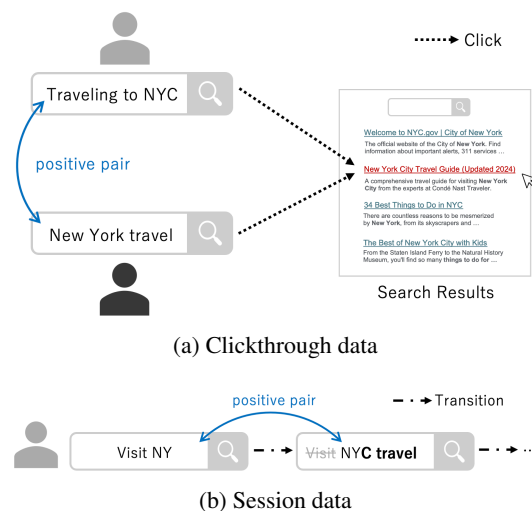 Click
Traveling to NYC
positive pair
New York travel
Welcome to NYC.gov | City of New York
The official website of the City of New York. Find
information about important alerts, 311 services ...
New York City Travel Guide (Updated 2024)
A comprehensive travel guide for visiting New York
City from the experts at Condé Nast Traveler.
34 Best Things to Do in NYC
There are countless reasons to be mesmerized
by New York, from its skyscrapers and ...
The Best of New York City with Kids
From the Staten Island Ferry to the Natural History
Museum, you'll find so many things to do for ...
Search Results
(a) Clickthrough data
positive pair
Transition
Visit NY
Visit NYC travel
...
(b) Session data